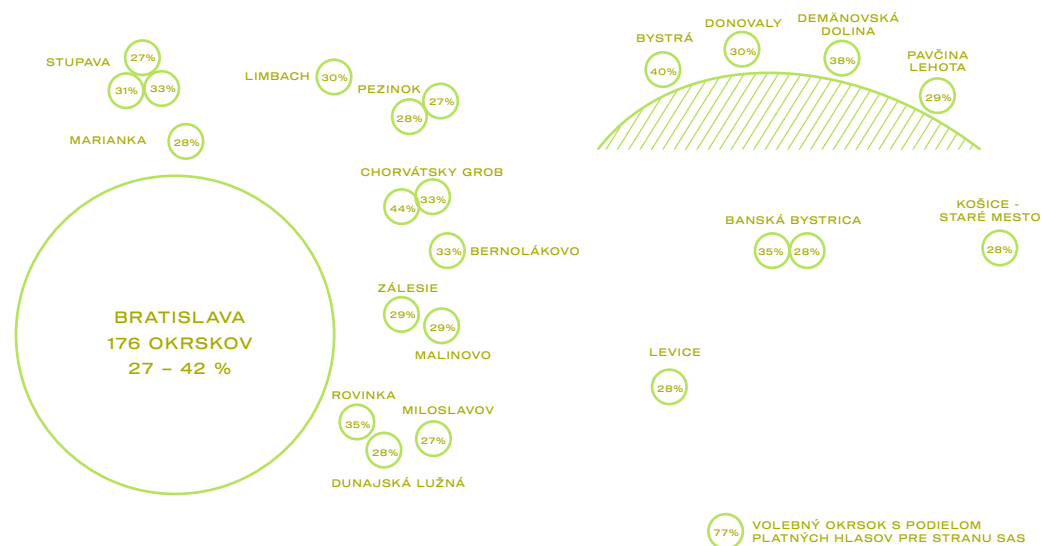 STUPAVA
27%
31%
33%
MARIANKA
28%
LIMBACH
30%
PEZINOK
27%
28%
CHORVÁTSKY GROB
44%
33%
33%
BERNOLÁKOVO
ZÁLESIE
29%
29%
MALINOVO
BRATISLAVA
176 OKRSKOV
27 – 42 %
ROVINKA
35%
28%
DUNAJSKÁ LUŽNÁ
MILOSLAVOV
27%
BYSTRÁ
40%
DONOVALY
30%
DEMÄNOVSKÁ
DOLINA
38%
PAVČINA
LEHOTA
29%
BANSKÁ BYSTRICA
35%
28%
KOŠICE -
STARÉ MESTO
28%
LEVICE
28%
77%
VOLEBNÝ OKRSOK S PODIELOM
PLATNÝCH HLASOV PRE STRANU SAS